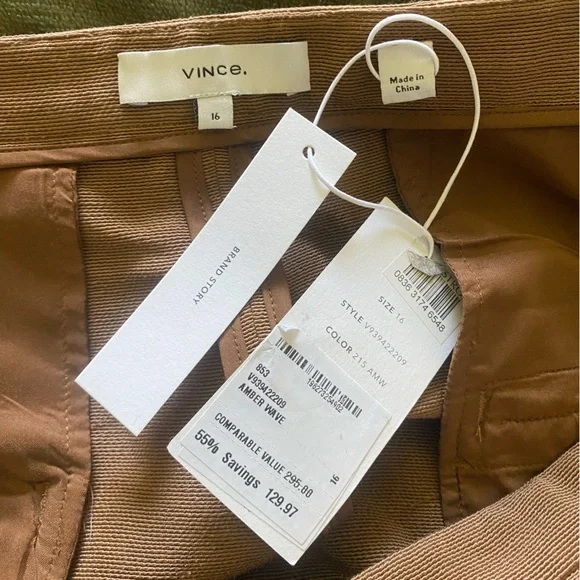 VINCE.
16
Made in
China
BRAND STORY
0836 3174 6548
SIZE 16
STYLE V939422209
COLOR 215 AMW
853
V939422209
AMBER WAVE
COMPARABLE VALUE 295.00
55% Savings 129.97
16